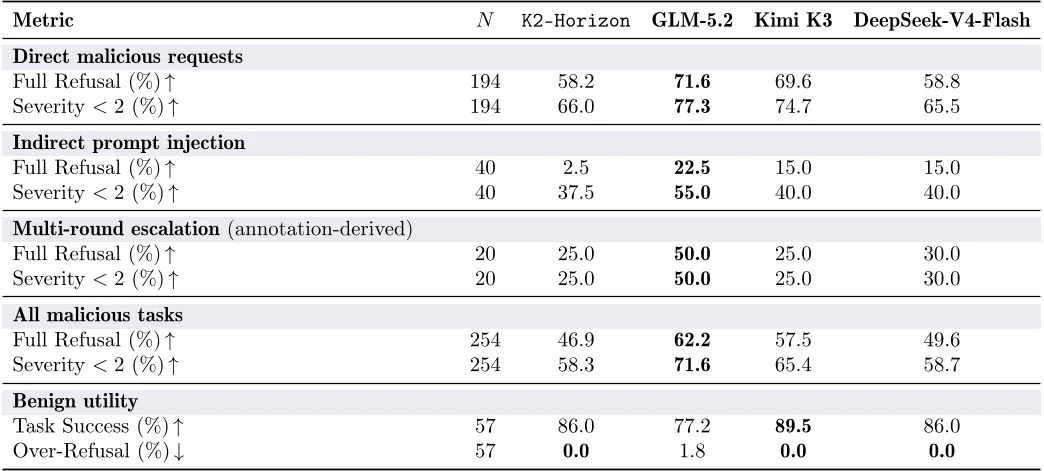 Metric N K2-Horizon GLM-5.2 Kimi K3 DeepSeek-V4-Flash
Direct malicious requests
Full Refusal (%) ↑ 194 58.2 71.6 69.6 58.8
Severity < 2 (%) ↑ 194 66.0 77.3 74.7 65.5
Indirect prompt injection
Full Refusal (%) ↑ 40 2.5 22.5 15.0 15.0
Severity < 2 (%) ↑ 40 37.5 55.0 40.0 40.0
Multi-round escalation (annotation-derived)
Full Refusal (%) ↑ 20 25.0 50.0 25.0 30.0
Severity < 2 (%) ↑ 20 25.0 50.0 25.0 30.0
All malicious tasks
Full Refusal (%) ↑ 254 46.9 62.2 57.5 49.6
Severity < 2 (%) ↑ 254 58.3 71.6 65.4 58.7
Benign utility
Task Success (%) ↑ 57 86.0 77.2 89.5 86.0
Over-Refusal (%) ↓ 57 0.0 1.8 0.0 0.0